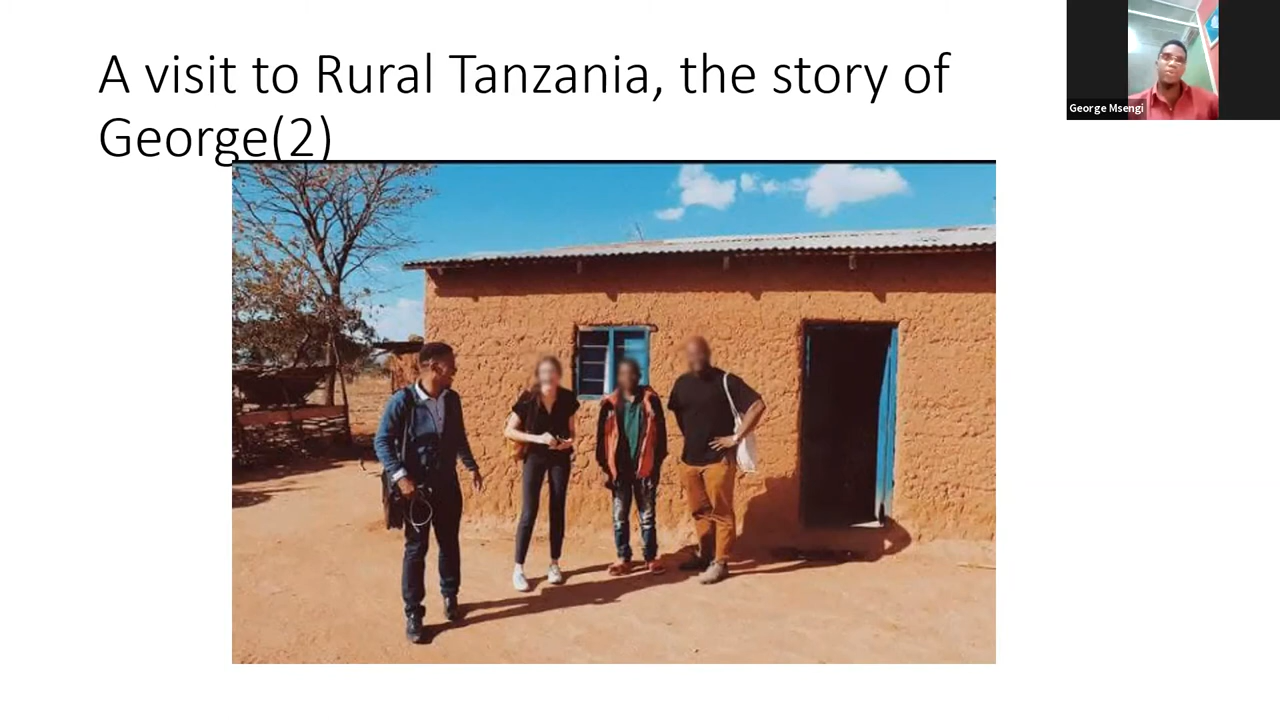 A visit to Rural Tanzania, the story of
George(2)
George Msengi